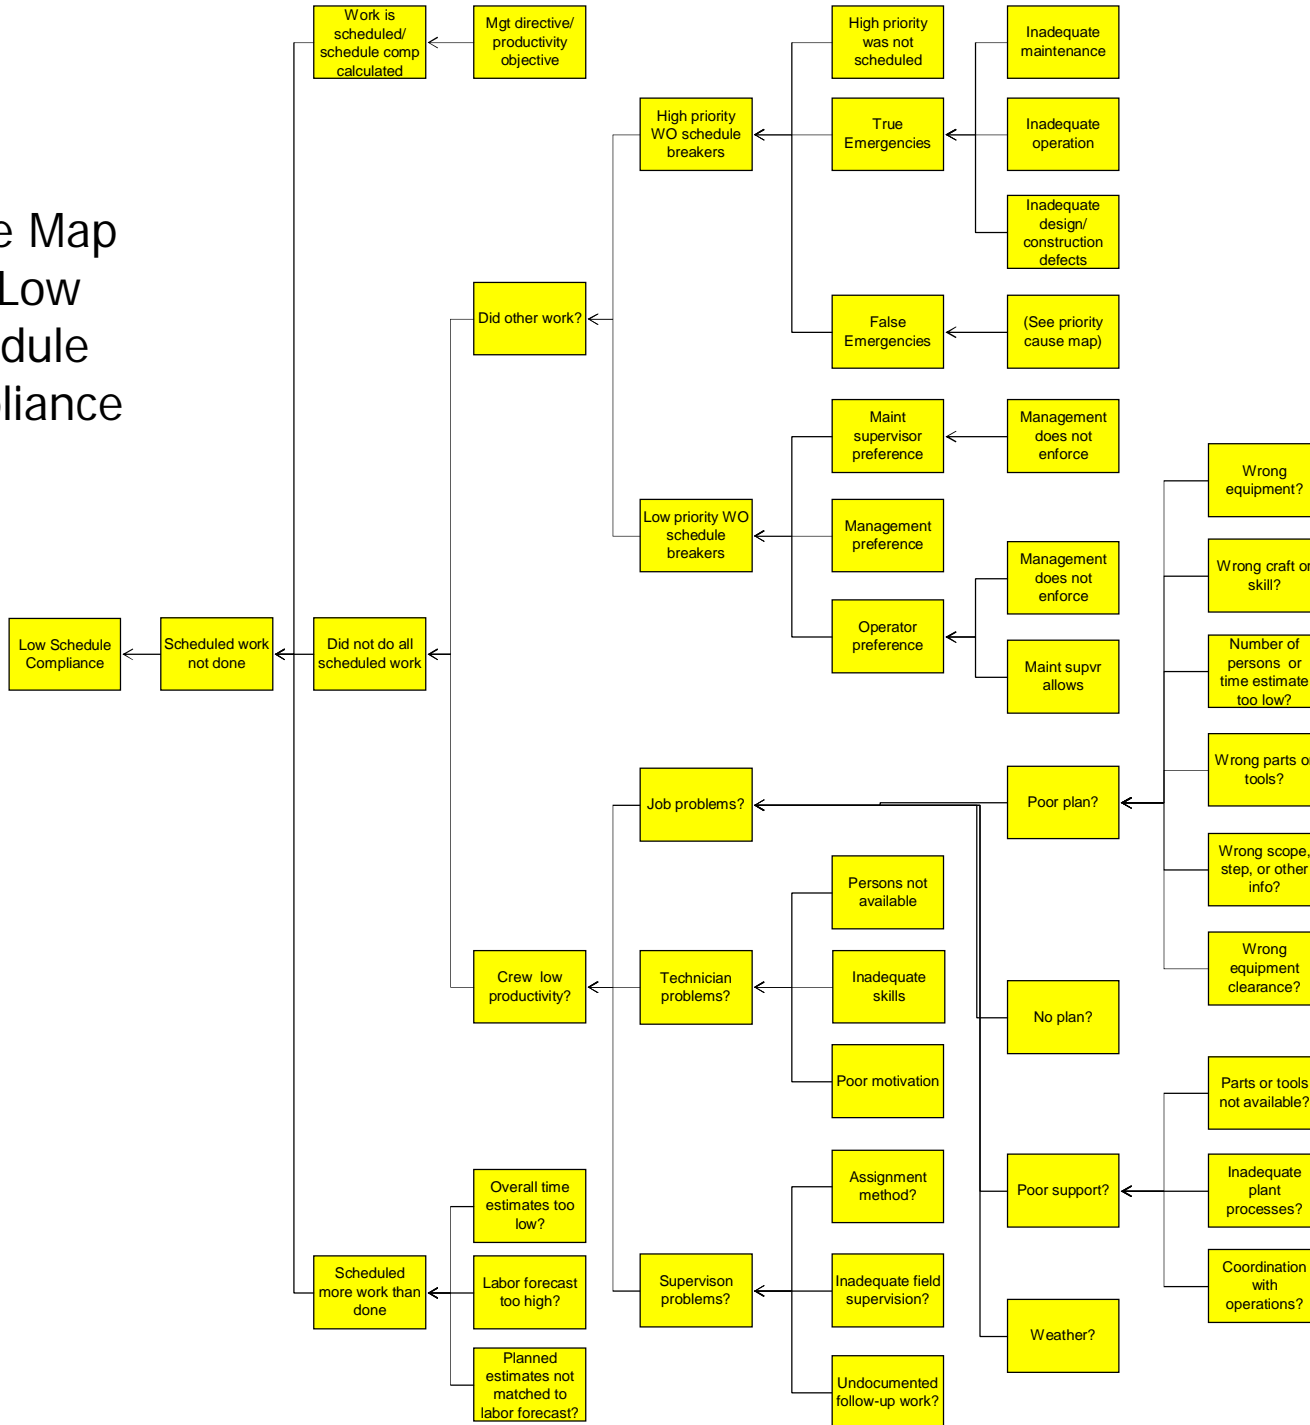 Work is
scheduled/
schedule comp
calculated
Mgt directive/
productivity
objective
High priority
was not
scheduled
Inadequate
maintenance
High priority
WO schedule
breakers
True
Emergencies
Inadequate
operation
Inadequate
design/
construction
defects
e Map
Low
dule
liance
Did other work?
False
Emergencies
(See priority
cause map)
Maint
supervisor
preference
Management
does not
enforce
Wrong
equipment?
Low priority WO
schedule
breakers
Management
preference
Management
does not
enforce
Wrong craft or
skill?
Operator
preference
Maint supvr
allows
Low Schedule
Compliance
Scheduled work
not done
Did not do all
scheduled work
Number of
persons or
time estimate
too low?
Job problems?
Poor plan?
Wrong parts or
tools?
Persons not
available
Wrong scope,
step, or other
info?
Crew low
productivity?
Technician
problems?
Inadequate
skills
Wrong
equipment
clearance?
No plan?
Poor motivation
Parts or tools
not available?
Overall time
estimates too
low?
Assignment
method?
Poor support?
Inadequate
plant
processes?
Scheduled
more work than
done
Labor forecast
too high?
Supervison
problems?
Inadequate field
supervision?
Coordination
with
operations?
Weather?
Planned
estimates not
matched to
labor forecast?
Undocumented
follow-up work?